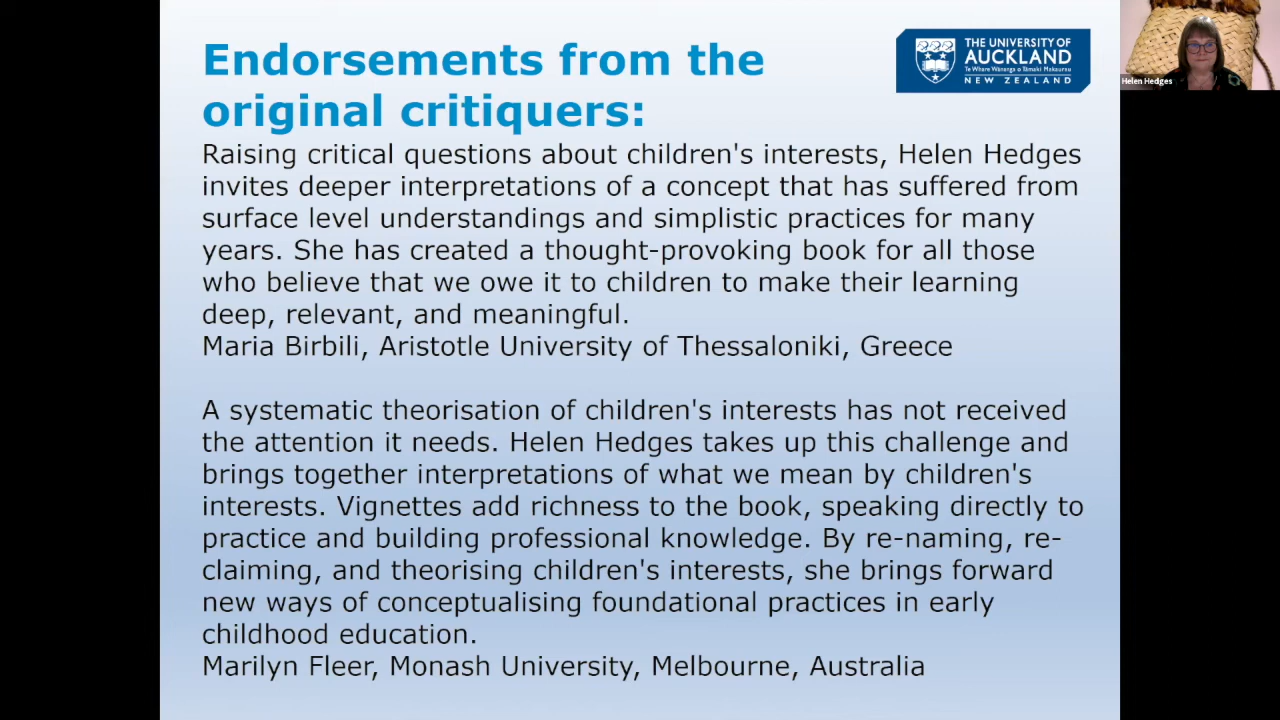 Endorsements from the
original critiquers:
THE UNIVERSITY OF
AUCKLAND
Te Whare Wānanga o Tāmaki Makaurau
NEW ZEALAND
Helen Hedges
Raising critical questions about children's interests, Helen Hedges
invites deeper interpretations of a concept that has suffered from
surface level understandings and simplistic practices for many
years. She has created a thought-provoking book for all those
who believe that we owe it to children to make their learning
deep, relevant, and meaningful.
Maria Birbili, Aristotle University of Thessaloniki, Greece
A systematic theorisation of children's interests has not received
the attention it needs. Helen Hedges takes up this challenge and
brings together interpretations of what we mean by children's
interests. Vignettes add richness to the book, speaking directly to
practice and building professional knowledge. By re-naming, re-
claiming, and theorising children's interests, she brings forward
new ways of conceptualising foundational practices in early
childhood education.
Marilyn Fleer, Monash University, Melbourne, Australia